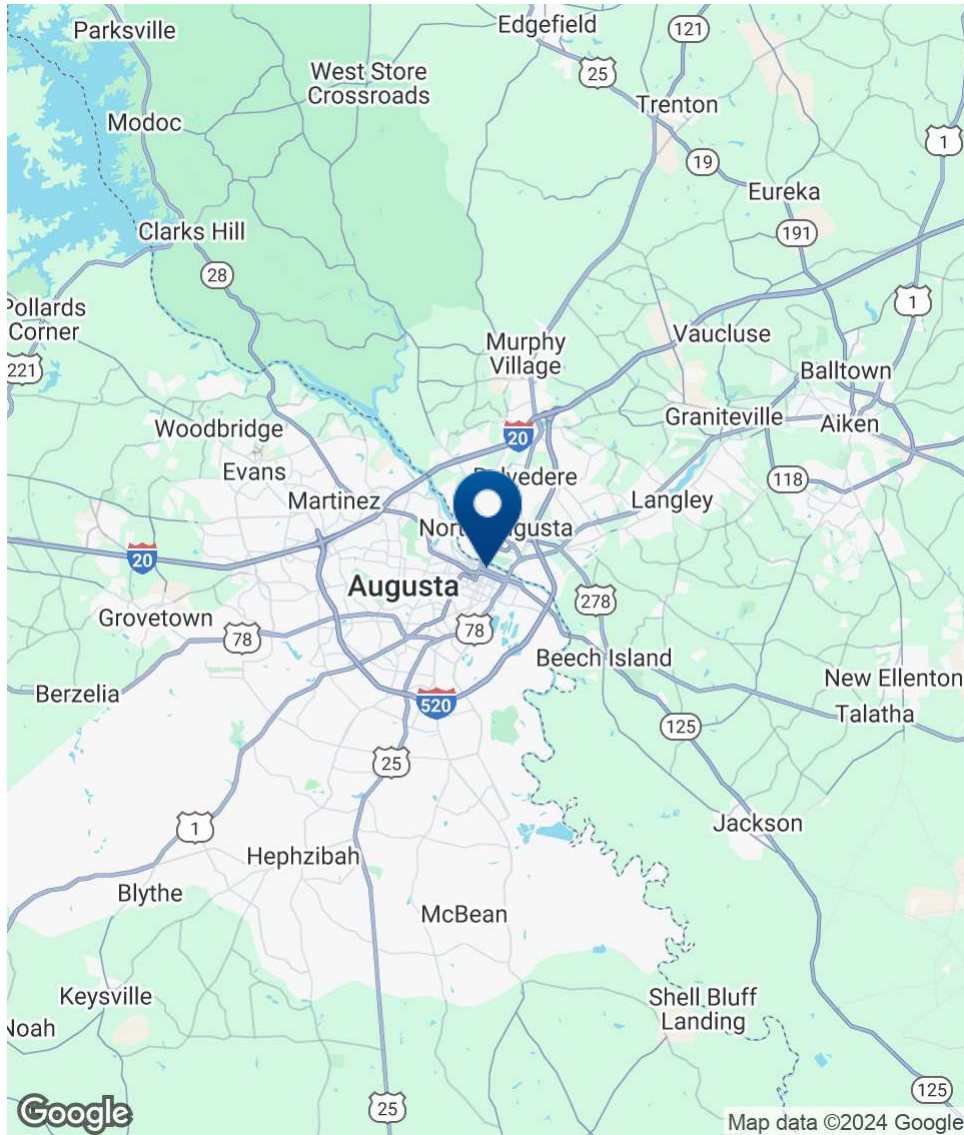 Parksville
Edgefield
121
25
West Store
Crossroads
Trenton
Modoc
1
19
Eureka
Clarks Hill
191
28
1
Pollards
Corner
Vaucluse
Murphy
Village
221
Balltown
Graniteville
Aiken
Woodbridge
20
Evans
Belvedere
118
Martinez
Langley
North Augusta
20
Augusta
278
Grovetown
78
78
Beech Island
New Ellenton
Berzelia
520
Talatha
125
25
1
Jackson
Hephzibah
Blythe
McBean
Keysville
Shell Bluff
Landing
Noah
125
25
Google
Map data ©2024 Google